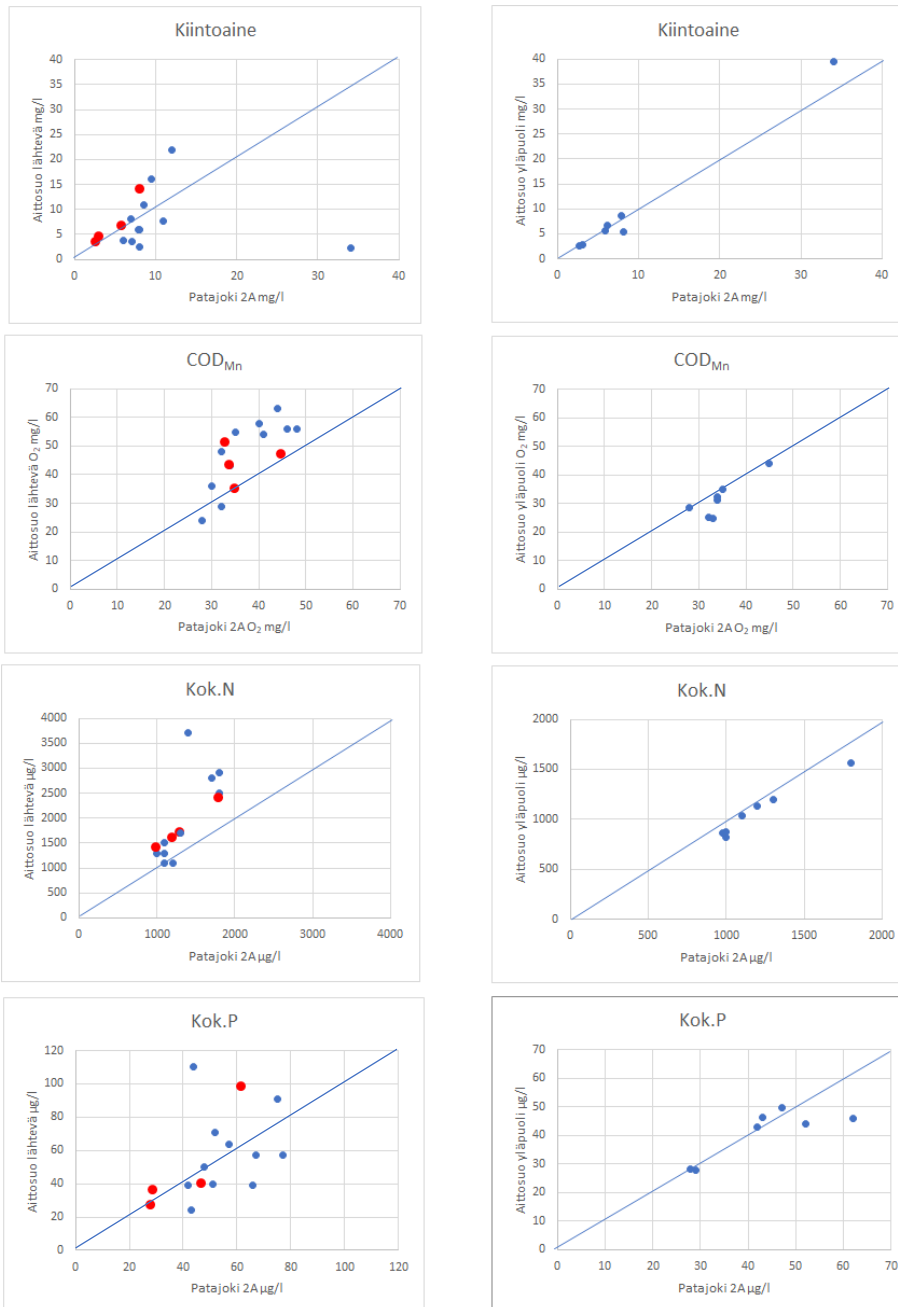 Kiintoaine
40
35
30
25
20
15
10
5
0
0 10 20 30 40
Aittosuo lähtevä mg/l
Patajoki 2A mg/l
Kiintoaine
40
35
30
25
20
15
10
5
0
0 10 20 30 40
Aittosuo yläpuoli mg/l
Patajoki 2A mg/l
COD Mn
70
60
50
40
30
20
10
0
0 10 20 30 40 50 60 70
Aittosuo lähtevä O2 mg/l
Patajoki 2A O2 mg/l
COD Mn
70
60
50
40
30
20
10
0
0 10 20 30 40 50 60 70
Aittosuo yläpuoli O2 mg/l
Patajoki 2A O2 mg/l
Kok.N
4000
3500
3000
2500
2000
1500
1000
500
0
0 1000 2000 3000 4000
Aittosuo lähtevä µg/l
Patajoki 2A µg/l
Kok.N
2000
1500
1000
500
0
0 500 1000 1500 2000
Aittosuo yläpuoli µg/l
Patajoki 2A µg/l
Kok.P
120
100
80
60
40
20
0
0 20 40 60 80 100 120
Aittosuo lähtevä µg/l
Patajoki 2A µg/l
Kok.P
70
60
50
40
30
20
10
0
0 10 20 30 40 50 60 70
Aittosuo yläpuoli µg/l
Patajoki 2A µg/l